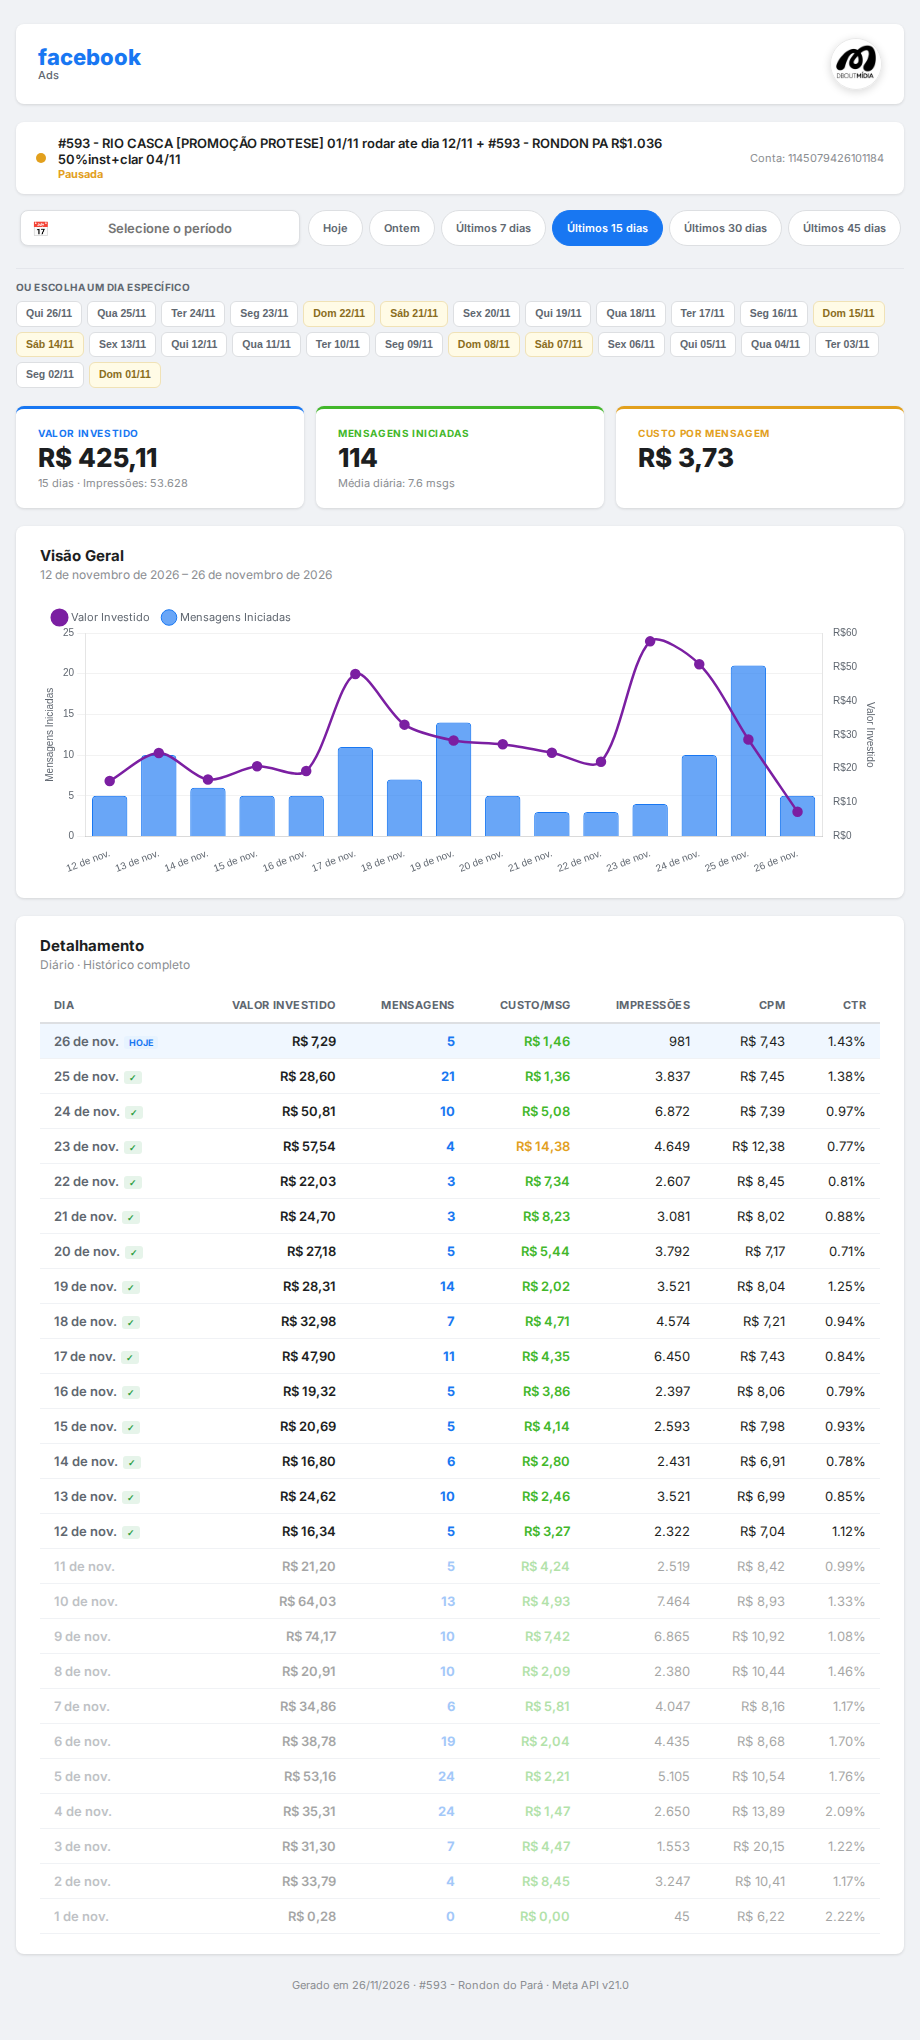 facebook
Ads
DBOUTMÍDIA
#593 - RIO CASCA [PROMOÇÃO PROTESE] 01/11 rodar ate dia 12/11 + #593 - RONDON PA R$1.036
50%inst+clar 04/11
Pausada
Conta: 1145079426101184
Selecione o período
Hoje
Ontem
Últimos 7 dias
Últimos 15 dias
Últimos 30 dias
Últimos 45 dias
OU ESCOLHA UM DIA ESPECÍFICO
Qui 26/11 Qua 25/11 Ter 24/11 Seg 23/11 Dom 22/11 Sáb 21/11 Sex 20/11 Qui 19/11 Qua 18/11 Ter 17/11 Seg 16/11 Dom 15/11
Sáb 14/11 Sex 13/11 Qui 12/11 Qua 11/11 Ter 10/11 Seg 09/11 Dom 08/11 Sáb 07/11 Sex 06/11 Qui 05/11 Qua 04/11 Ter 03/11
Seg 02/11 Dom 01/11
VALOR INVESTIDO
R$ 425,11
15 dias · Impressões: 53.628
MENSAGENS INICIADAS
114
Média diária: 7.6 msgs
CUSTO POR MENSAGEM
R$ 3,73
Visão Geral
12 de novembro de 2026 – 26 de novembro de 2026
Valor Investido Mensagens Iniciadas
Mensagens Iniciadas
25
20
15
10
5
0
R$60
R$50
R$40
R$30
R$20
R$10
R$0
Valor Investido
12 de nov. 13 de nov. 14 de nov. 15 de nov. 16 de nov. 17 de nov. 18 de nov. 19 de nov. 20 de nov. 21 de nov. 22 de nov. 23 de nov. 24 de nov. 25 de nov. 26 de nov.
Detalhamento
Diário · Histórico completo
DIA VALOR INVESTIDO MENSAGENS CUSTO/MSG IMPRESSÕES CPM CTR
26 de nov. HOJE R$ 7,29 5 R$ 1,46 981 R$ 7,43 1.43%
25 de nov. ✓ R$ 28,60 21 R$ 1,36 3.837 R$ 7,45 1.38%
24 de nov. ✓ R$ 50,81 10 R$ 5,08 6.872 R$ 7,39 0.97%
23 de nov. ✓ R$ 57,54 4 R$ 14,38 4.649 R$ 12,38 0.77%
22 de nov. ✓ R$ 22,03 3 R$ 7,34 2.607 R$ 8,45 0.81%
21 de nov. ✓ R$ 24,70 3 R$ 8,23 3.081 R$ 8,02 0.88%
20 de nov. ✓ R$ 27,18 5 R$ 5,44 3.792 R$ 7,17 0.71%
19 de nov. ✓ R$ 28,31 14 R$ 2,02 3.521 R$ 8,04 1.25%
18 de nov. ✓ R$ 32,98 7 R$ 4,71 4.574 R$ 7,21 0.94%
17 de nov. ✓ R$ 47,90 11 R$ 4,35 6.450 R$ 7,43 0.84%
16 de nov. ✓ R$ 19,32 5 R$ 3,86 2.397 R$ 8,06 0.79%
15 de nov. ✓ R$ 20,69 5 R$ 4,14 2.593 R$ 7,98 0.93%
14 de nov. ✓ R$ 16,80 6 R$ 2,80 2.431 R$ 6,91 0.78%
13 de nov. ✓ R$ 24,62 10 R$ 2,46 3.521 R$ 6,99 0.85%
12 de nov. ✓ R$ 16,34 5 R$ 3,27 2.322 R$ 7,04 1.12%
11 de nov. R$ 21,20 5 R$ 4,24 2.519 R$ 8,42 0.99%
10 de nov. R$ 64,03 13 R$ 4,93 7.464 R$ 8,93 1.33%
9 de nov. R$ 74,17 10 R$ 7,42 6.865 R$ 10,92 1.08%
8 de nov. R$ 20,91 10 R$ 2,09 2.380 R$ 10,44 1.46%
7 de nov. R$ 34,86 6 R$ 5,81 4.047 R$ 8,16 1.17%
6 de nov. R$ 38,78 19 R$ 2,04 4.435 R$ 8,68 1.70%
5 de nov. R$ 53,16 24 R$ 2,21 5.105 R$ 10,54 1.76%
4 de nov. R$ 35,31 24 R$ 1,47 2.650 R$ 13,89 2.09%
3 de nov. R$ 31,30 7 R$ 4,47 1.553 R$ 20,15 1.22%
2 de nov. R$ 33,79 4 R$ 8,45 3.247 R$ 10,41 1.17%
1 de nov. R$ 0,28 0 R$ 0,00 45 R$ 6,22 2.22%
Gerado em 26/11/2026 · #593 - Rondon do Pará · Meta API v21.0